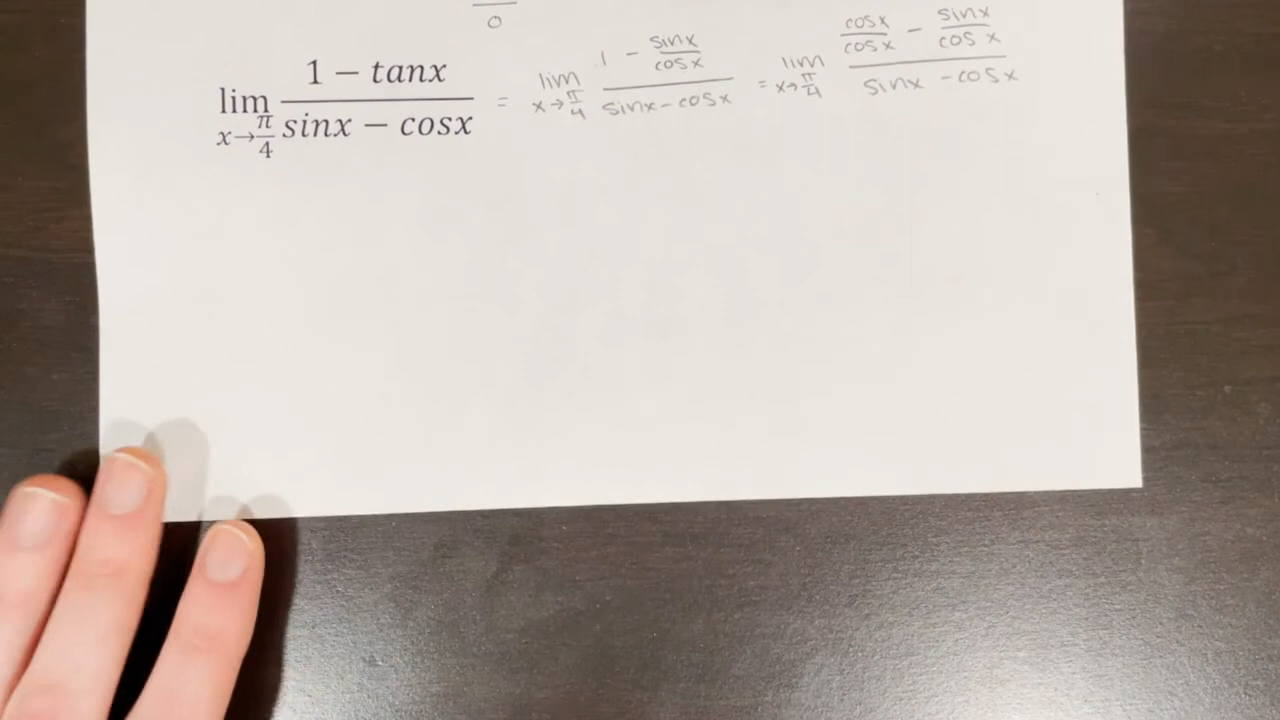 0
lim x→π/4 (1 − tanx)/(sinx − cosx) = lim x→π/4 (1 − sinx/cosx)/(sinx − cosx) = lim x→π/4 (cosx/cosx − sinx/cosx)/(sinx − cosx)